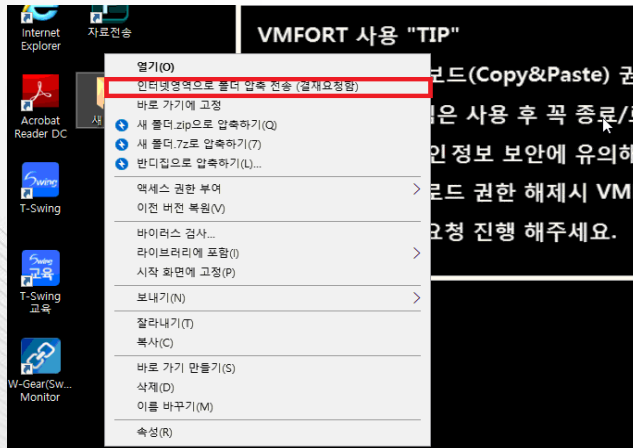 Internet
Explorer
자료전송
Acrobat
Reader DC
새
T-Swing
T-Swing
교육
W-Gear(Sw...
Monitor
Swing
Swing
교육
열기(O)
인터넷영역으로 폴더 압축 전송 (결재요청함)
바로 가기에 고정
새 폴더.zip으로 압축하기(Q)
새 폴더.7z로 압축하기(7)
반디집으로 압축하기(L)...
액세스 권한 부여
이전 버전 복원(V)
바이러스 검사...
라이브러리에 포함(I)
시작 화면에 고정(P)
보내기(N)
잘라내기(T)
복사(C)
바로 가기 만들기(S)
삭제(D)
이름 바꾸기(M)
속성(R)
VMFORT 사용 "TIP"
보드(Copy&Paste) 권
은 사용 후 꼭 종료/
인정보 보안에 유의해
로드 권한 해제시 VM
요청 진행 해주세요.